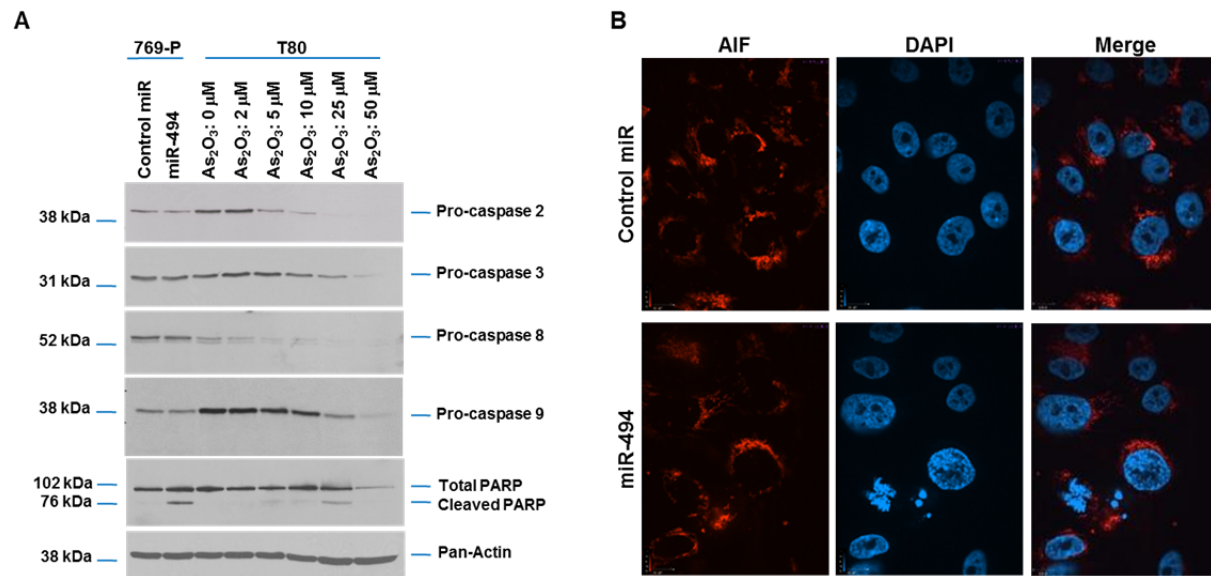 A
769-P T80
Control miR
miR-494
As₂O₃: 0 µM
As₂O₃: 2 µM
As₂O₃: 5 µM
As₂O₃: 10 µM
As₂O₃: 25 µM
As₂O₃: 50 µM
38 kDa Pro-caspase 2
31 kDa Pro-caspase 3
52 kDa Pro-caspase 8
38 kDa Pro-caspase 9
102 kDa Total PARP
76 kDa Cleaved PARP
38 kDa Pan-Actin
B
AIF DAPI Merge
Control miR
miR-494